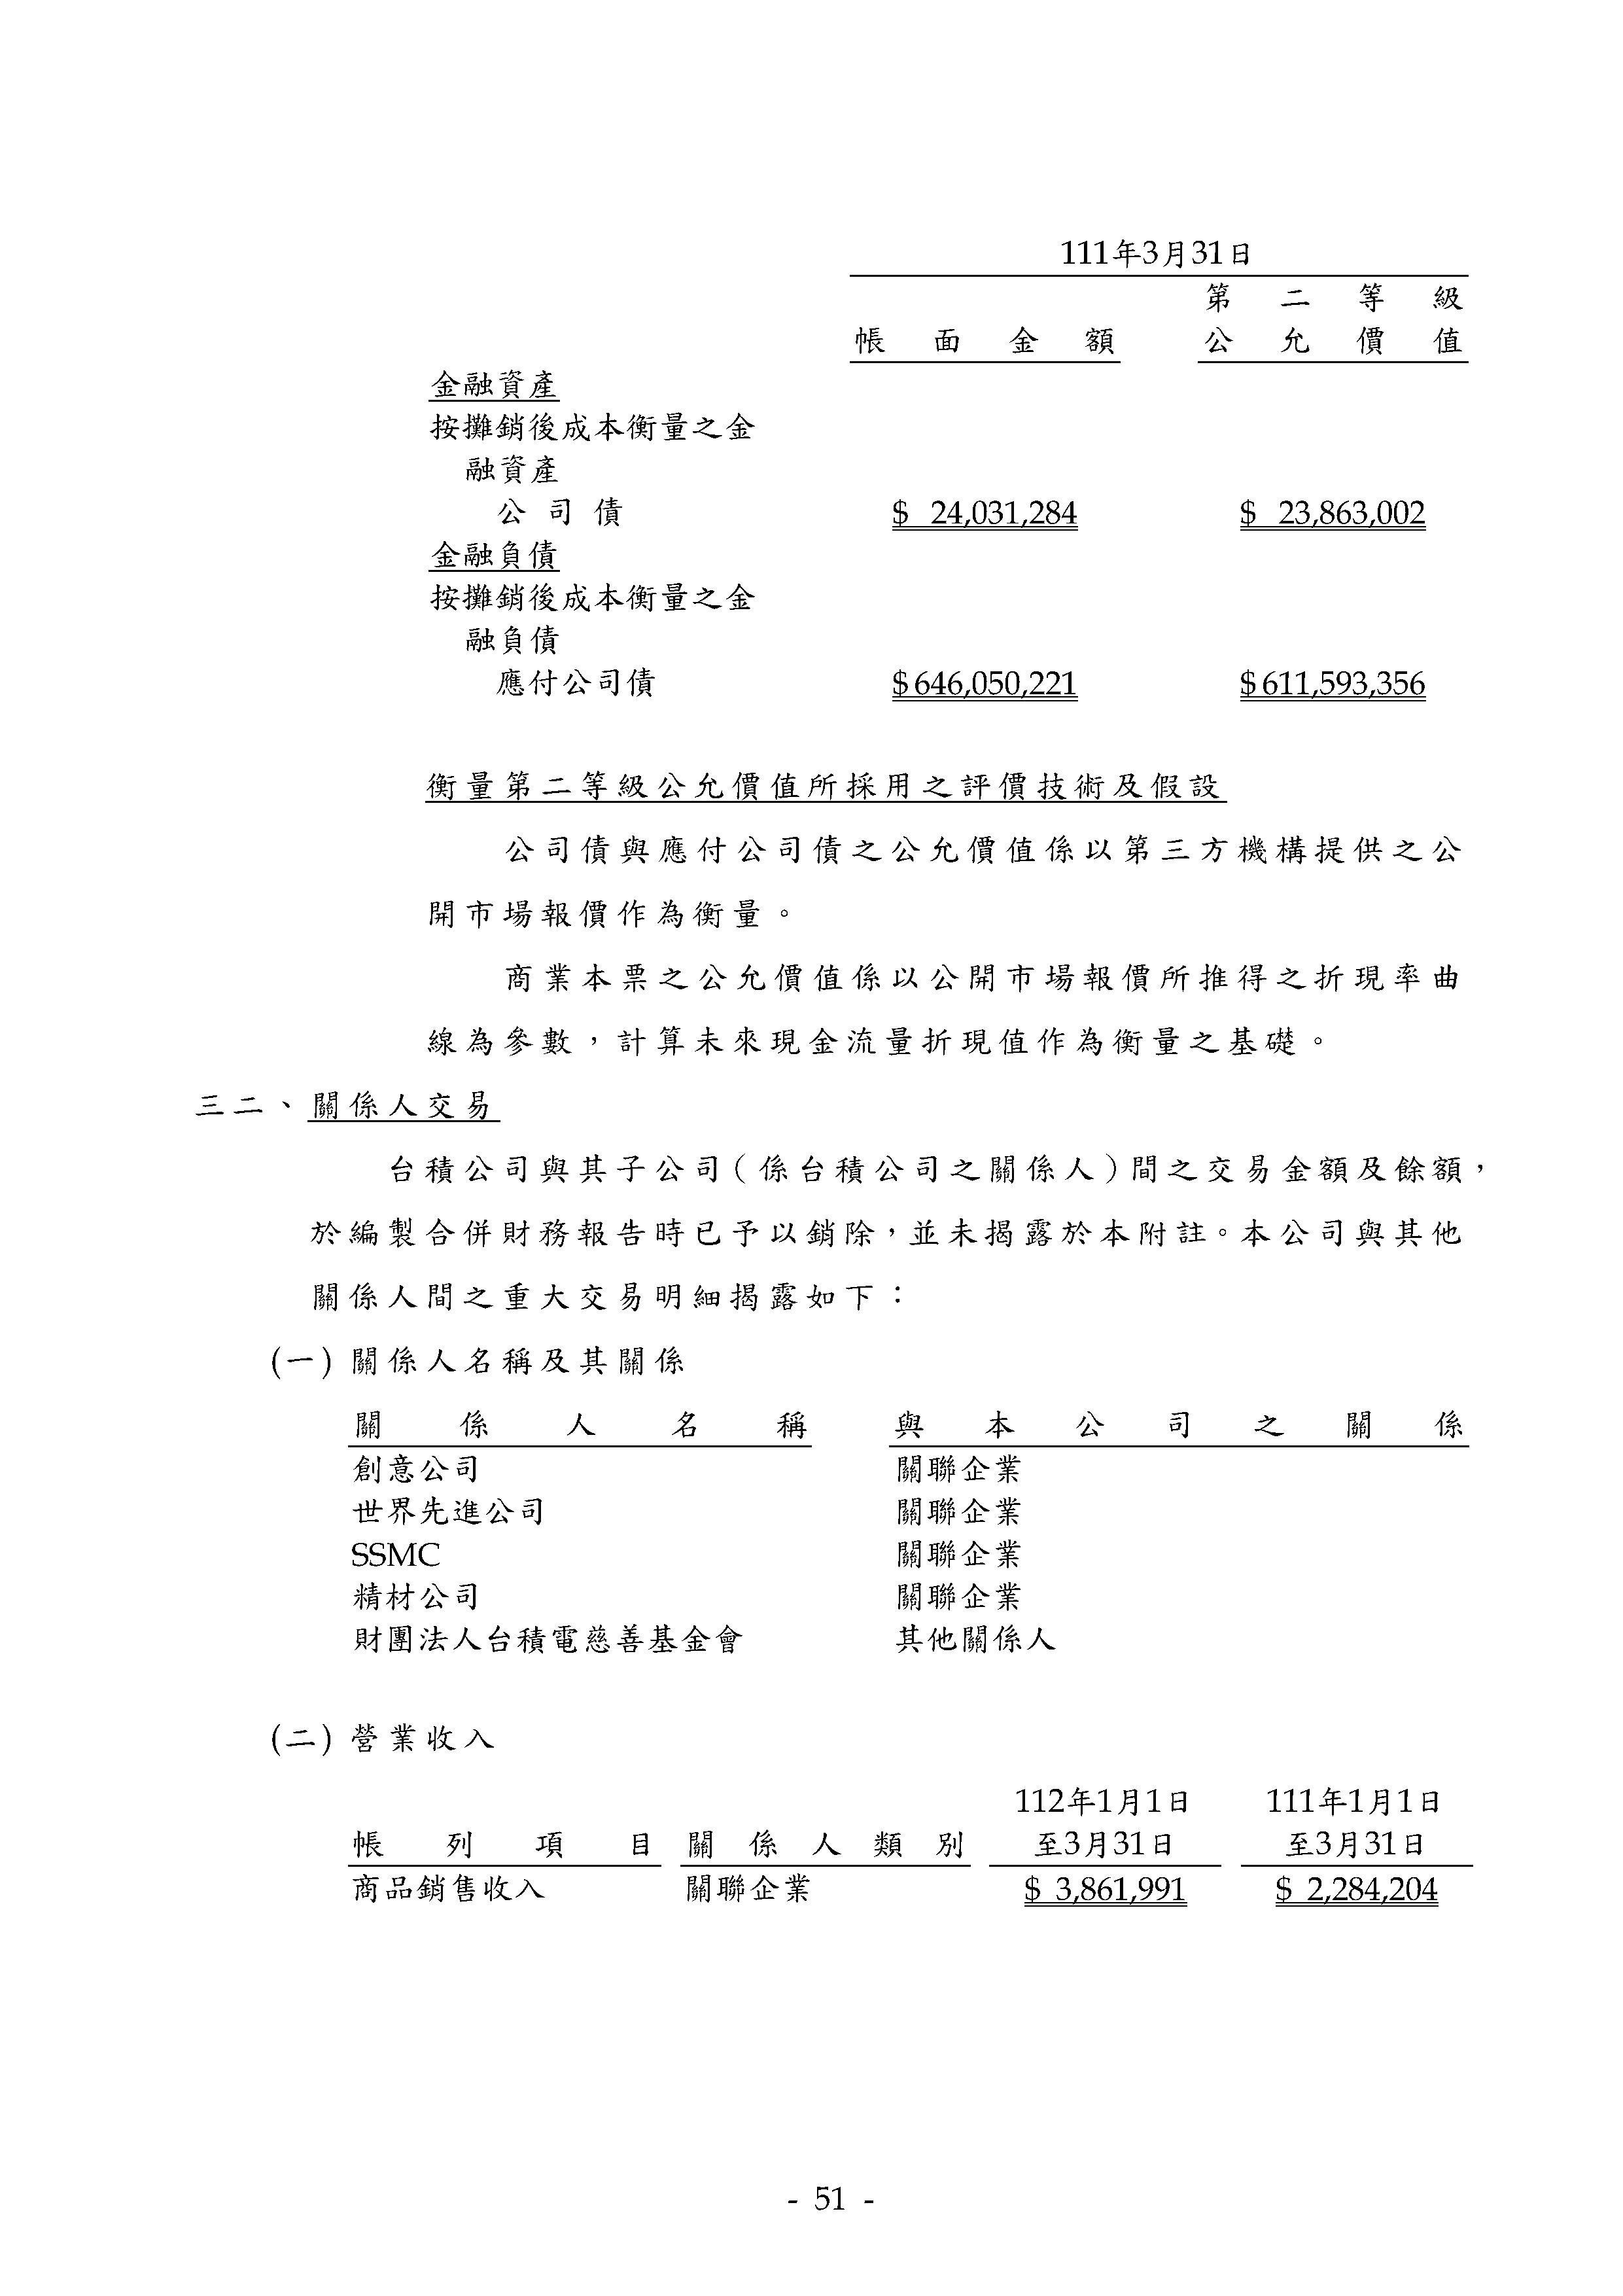 111年3月31日
第二等級
帳面金額 公允價值
金融資產
按攤銷後成本衡量之金
融資產
公司債 $ 24,031,284 $ 23,863,002
金融負債
按攤銷後成本衡量之金
融負債
應付公司債 $646,050,221 $611,593,356
衡量第二等級公允價值所採用之評價技術及假設
公司債與應付公司債之公允價值係以第三方機構提供之公
開市場報價作為衡量。
商業本票之公允價值係以公開市場報價所推得之折現率曲
線為參數，計算未來現金流量折現值作為衡量之基礎。
三二、關係人交易
台積公司與其子公司（係台積公司之關係人）間之交易金額及餘額，
於編製合併財務報告時已予以銷除，並未揭露於本附註。本公司與其他
關係人間之重大交易明細揭露如下：
(一) 關係人名稱及其關係
關係人名稱 與本公司之關係
創意公司 關聯企業
世界先進公司 關聯企業
SSMC 關聯企業
精材公司 關聯企業
財團法人台積電慈善基金會 其他關係人
(二) 營業收入
112年1月1日 111年1月1日
帳列項目 關係人類別 至3月31日 至3月31日
商品銷售收入 關聯企業 $ 3,861,991 $ 2,284,204
- 51 -